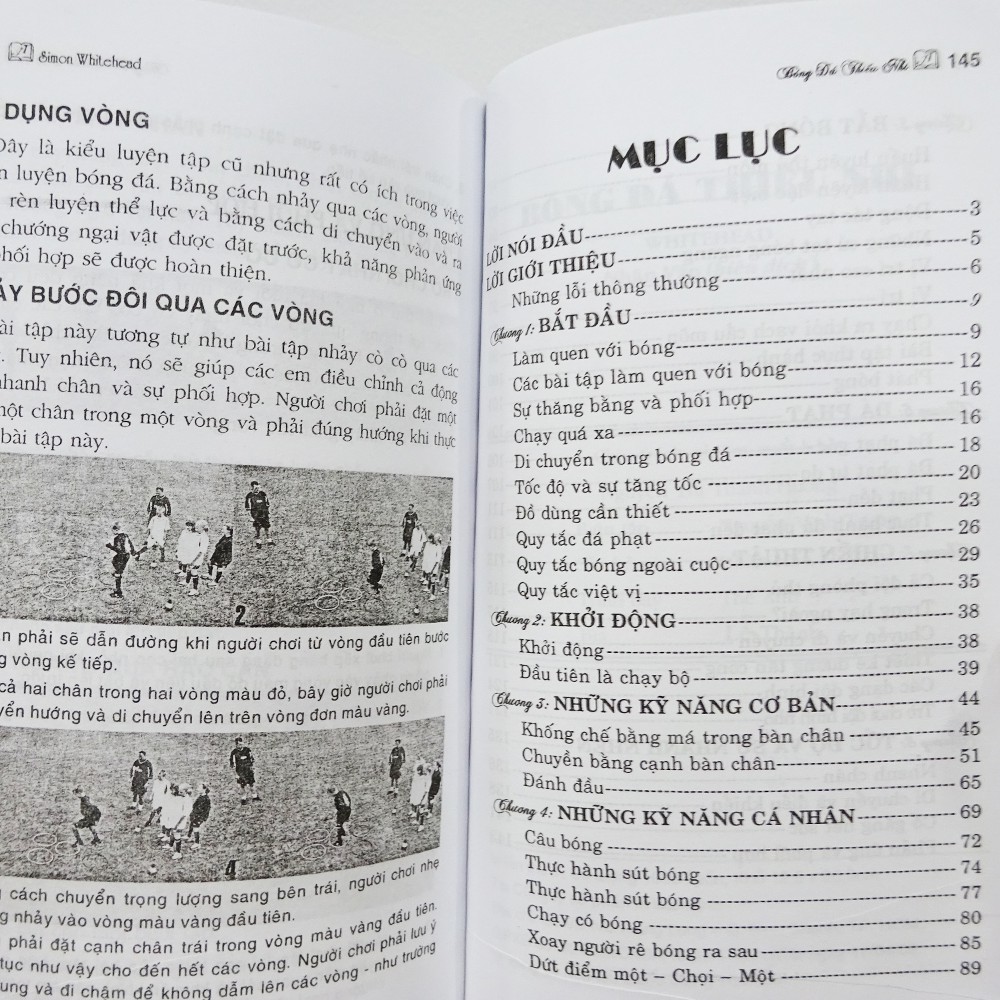 Simon Whitehead
DỤNG VÒNG
Đây là kiểu luyện tập cũ nhưng rất có ích trong việc
luyện bóng đá. Bằng cách nhảy qua các vòng, người
rèn luyện thể lực và bằng cách di chuyển vào và ra
chướng ngại vật được đặt trước, khả năng phản ứng
phối hợp sẽ được hoàn thiện.
BƯỚC ĐÔI QUA CÁC VÒNG
bài tập này tương tự như bài tập nhảy cò cò qua các
Tuy nhiên, nó sẽ giúp các em điều chỉnh cả động
nhanh chân và sự phối hợp. Người chơi phải đặt một
một chân trong một vòng và phải đúng hướng khi thực
bài tập này.
2
phải sẽ dẫn đường khi người chơi từ vòng đầu tiên bước
vòng kế tiếp.
cả hai chân trong hai vòng màu đỏ, bây giờ người chơi phải
hướng và di chuyển lên trên vòng đơn màu vàng.
4
cách chuyển trọng lượng sang bên trái, người chơi nhẹ
nhảy vào vòng màu vàng đầu tiên.
phải đặt cạnh chân trái trong vòng màu vàng đầu tiên.
tục như vậy cho đến hết các vòng. Người chơi phải lưu ý
và đi chậm để không dẫm lên các vòng - như trường
Bóng Đá Thiếu Nhi 145
MỤC LỤC
LỜI NÓI ĐẦU 3
LỜI GIỚI THIỆU 5
Những lỗi thông thường 6
Chương 1: BẮT ĐẦU 9
Làm quen với bóng 9
Các bài tập làm quen với bóng 12
Sự thăng bằng và phối hợp 16
Chạy quá xa 16
Di chuyển trong bóng đá 18
Tốc độ và sự tăng tốc 20
Đồ dùng cần thiết 23
Quy tắc đá phạt 26
Quy tắc bóng ngoài cuộc 29
Quy tắc việt vị 35
Chương 2: KHỞI ĐỘNG 38
Khởi động 38
Đầu tiên là chạy bộ 39
Chương 3: NHỮNG KỸ NĂNG CƠ BẢN 44
Khống chế bằng má trong bàn chân 45
Chuyền bằng cạnh bàn chân 51
Đánh đầu 65
Chương 4: NHỮNG KỸ NĂNG CÁ NHÂN 69
Câu bóng 72
Thực hành sút bóng 74
Thực hành sút bóng 77
Chạy có bóng 80
Xoay người rê bóng ra sau 85
Dứt điểm một – Chọi – Một 89